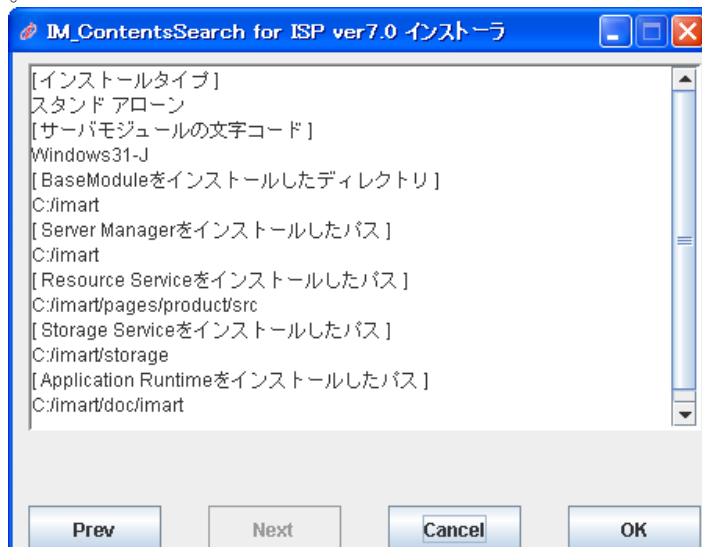 IM_ContentsSearch for ISP ver7.0 インストーラ
[インストールタイプ]
スタンド アローン
[サーバモジュールの文字コード]
Windows31-J
[BaseModuleをインストールしたディレクトリ]
C:/imart
[Server Managerをインストールしたパス]
C:/imart
[Resource Serviceをインストールしたパス]
C:/imart/pages/product/src
[Storage Serviceをインストールしたパス]
C:/imart/storage
[Application Runtimeをインストールしたパス]
C:/imart/doc/imart
Prev Next Cancel OK